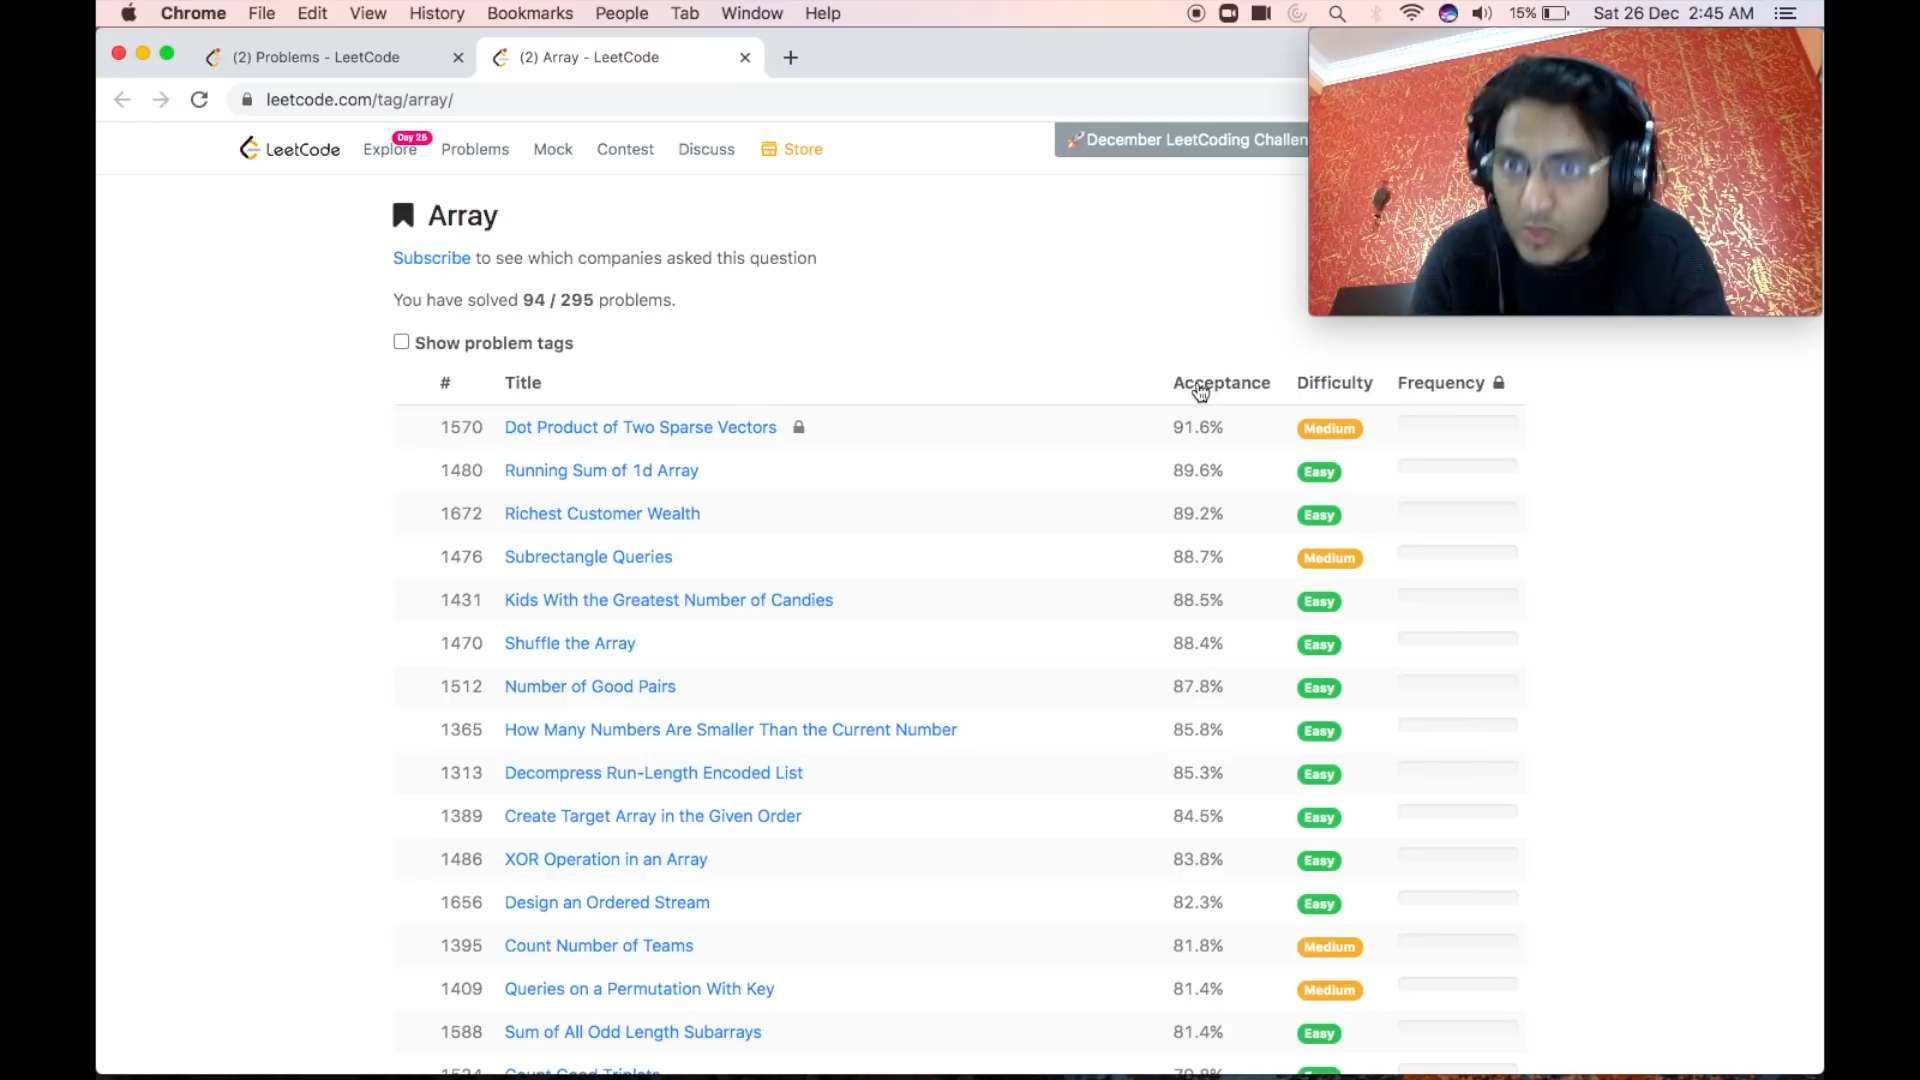 Chrome File Edit View History Bookmarks People Tab Window Help 15% Sat 26 Dec 2:45 AM
(2) Problems - LeetCode (2) Array - LeetCode
leetcode.com/tag/array/
LeetCode Explore Day 25 Problems Mock Contest Discuss Store December LeetCoding Challen
Array
Subscribe to see which companies asked this question
You have solved 94 / 295 problems.
Show problem tags
# Title Acceptance Difficulty Frequency
1570 Dot Product of Two Sparse Vectors 91.6% Medium
1480 Running Sum of 1d Array 89.6% Easy
1672 Richest Customer Wealth 89.2% Easy
1476 Subrectangle Queries 88.7% Medium
1431 Kids With the Greatest Number of Candies 88.5% Easy
1470 Shuffle the Array 88.4% Easy
1512 Number of Good Pairs 87.8% Easy
1365 How Many Numbers Are Smaller Than the Current Number 85.8% Easy
1313 Decompress Run-Length Encoded List 85.3% Easy
1389 Create Target Array in the Given Order 84.5% Easy
1486 XOR Operation in an Array 83.8% Easy
1656 Design an Ordered Stream 82.3% Easy
1395 Count Number of Teams 81.8% Medium
1409 Queries on a Permutation With Key 81.4% Medium
1588 Sum of All Odd Length Subarrays 81.4% Easy
Count Good Triplets